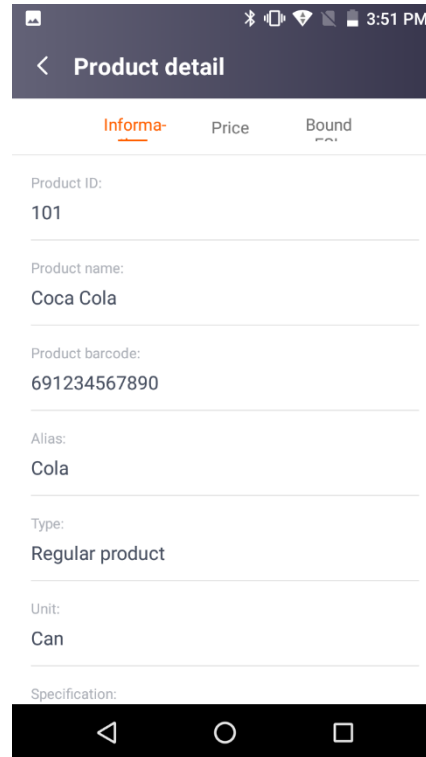 3:51 PM
Product detail
Informa-
Price
Bound
Product ID:
101
Product name:
Coca Cola
Product barcode:
691234567890
Alias:
Cola
Type:
Regular product
Unit:
Can
Specification: